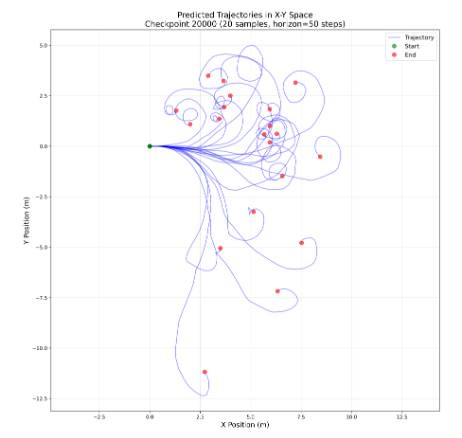 Predicted Trajectories in X-Y Space
Checkpoint 20000 (20 samples, horizon=50 steps)
Trajectory
Start
End
5.0
2.5
0.0
−2.5
−5.0
−7.5
−10.0
−12.5
Y Position (m)
−2.5 0.0 2.5 5.0 7.5 10.0 12.5
X Position (m)